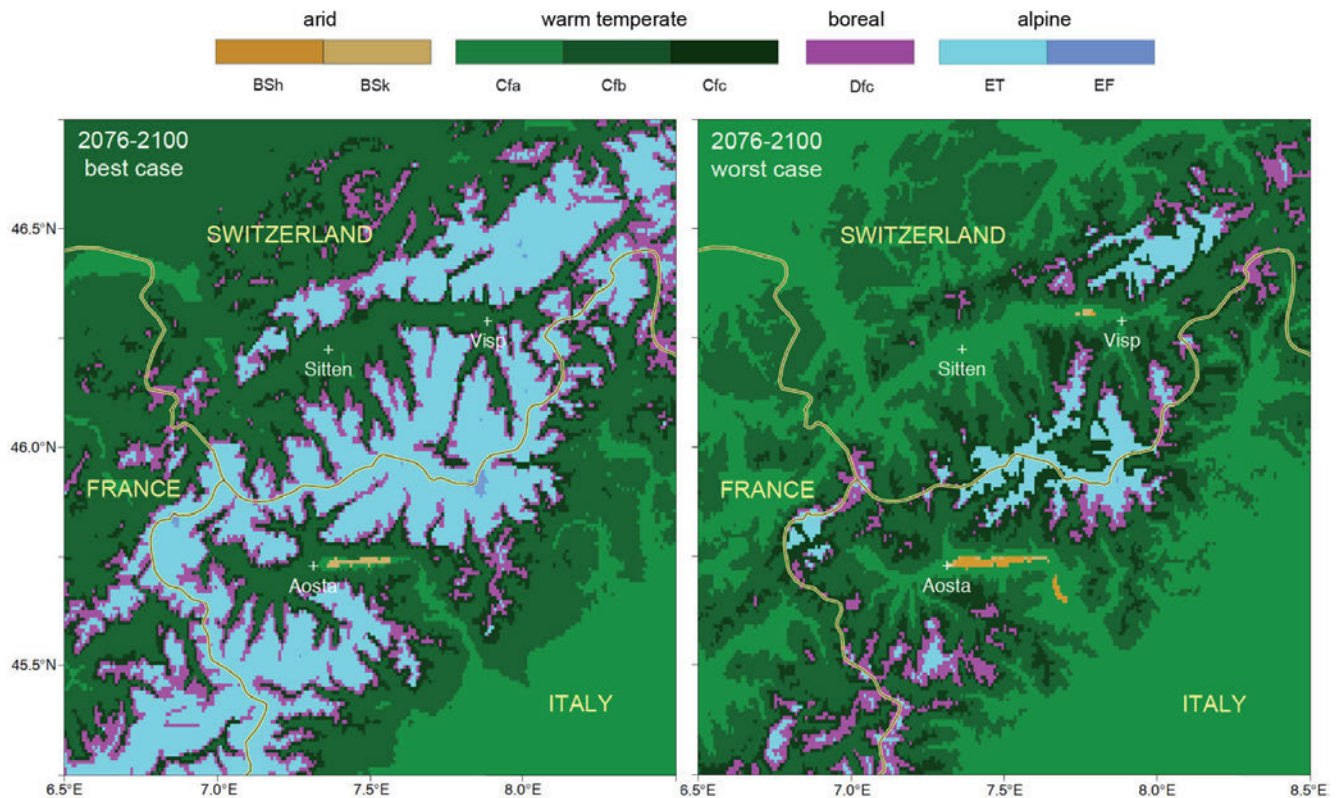 arid warm temperate boreal alpine
BSh BSk Cfa Cfb Cfc Dfc ET EF
2076-2100
best case
SWITZERLAND
Visp
Sitten
FRANCE
Aosta
ITALY
46.5°N
46.0°N
45.5°N
6.5°E 7.0°E 7.5°E 8.0°E
2076-2100
worst case
SWITZERLAND
Visp
Sitten
FRANCE
Aosta
ITALY
6.5°E 7.0°E 7.5°E 8.0°E 8.5°E